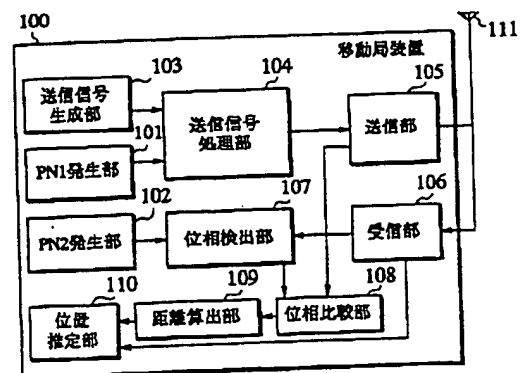 100
111
移動局装置
103
送信信号
生成部
104
送信信号
処理部
105
送信部
101
PN1発生部
102
PN2発生部
107
位相検出部
106
受信部
110
位置
推定部
109
距離算出部
108
位相比較部